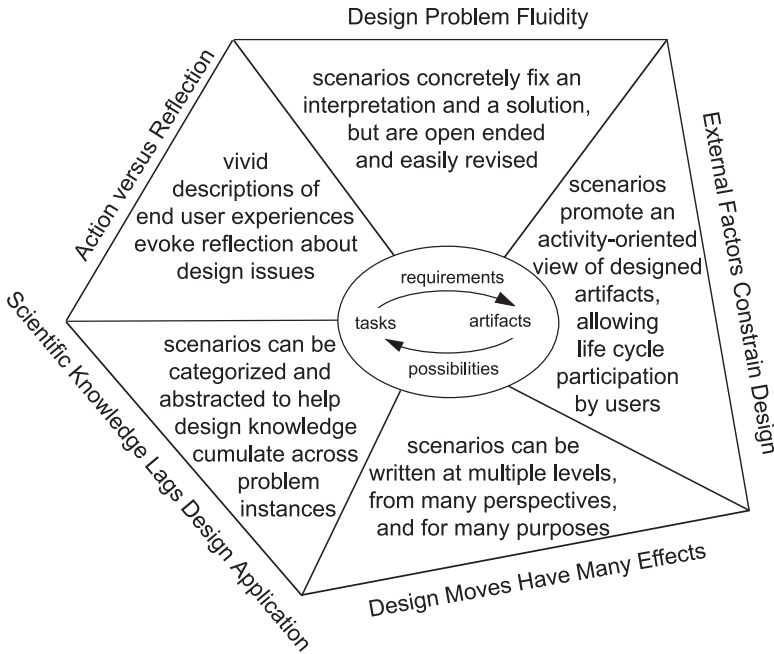 Design Problem Fluidity
scenarios concretely fix an
interpretation and a solution,
but are open ended
and easily revised
Action versus Reflection
vivid
descriptions of
end user experiences
evoke reflection about
design issues
External Factors Constrain Design
scenarios
promote an
activity-oriented
view of designed
artifacts,
allowing
life cycle
participation
by users
requirements
tasks
artifacts
possibilities
Scientific Knowledge Lags Design Application
scenarios can be
categorized and
abstracted to help
design knowledge
cumulate across
problem
instances
scenarios can be
written at multiple levels,
from many perspectives,
and for many purposes
Design Moves Have Many Effects